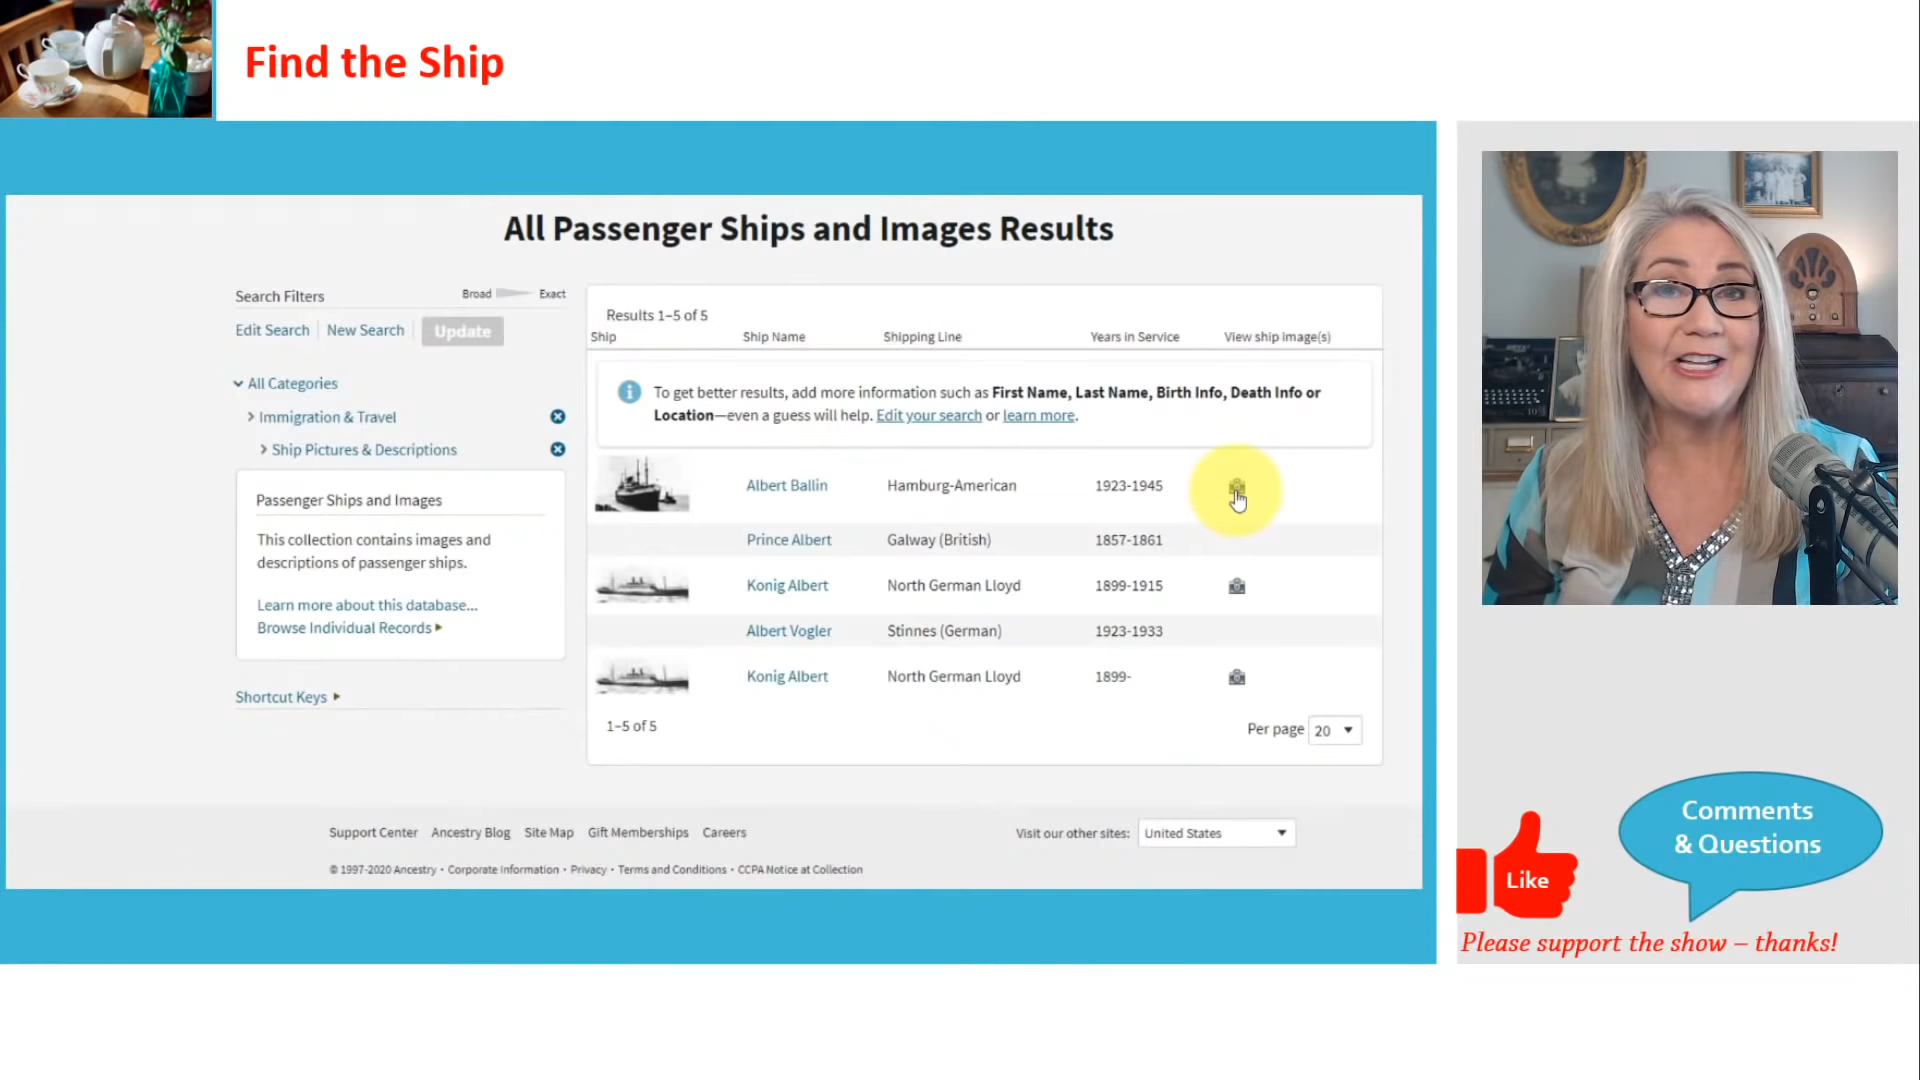 Find the Ship
All Passenger Ships and Images Results
Search Filters
Broad Exact
Edit Search New Search Update
All Categories
Immigration & Travel
Ship Pictures & Descriptions
Passenger Ships and Images
This collection contains images and
descriptions of passenger ships.
Learn more about this database...
Browse Individual Records
Shortcut Keys
Results 1–5 of 5
Ship Ship Name Shipping Line Years in Service View ship image(s)
To get better results, add more information such as First Name, Last Name, Birth Info, Death Info or
Location—even a guess will help. Edit your search or learn more.
Albert Ballin Hamburg-American 1923-1945
Prince Albert Galway (British) 1857-1861
Konig Albert North German Lloyd 1899-1915
Albert Vogler Stinnes (German) 1923-1933
Konig Albert North German Lloyd 1899-
1–5 of 5
Per page 20
Support Center Ancestry Blog Site Map Gift Memberships Careers
Visit our other sites: United States
© 1997-2020 Ancestry • Corporate Information • Privacy • Terms and Conditions • CCPA Notice at Collection
Comments
& Questions
Like
Please support the show – thanks!